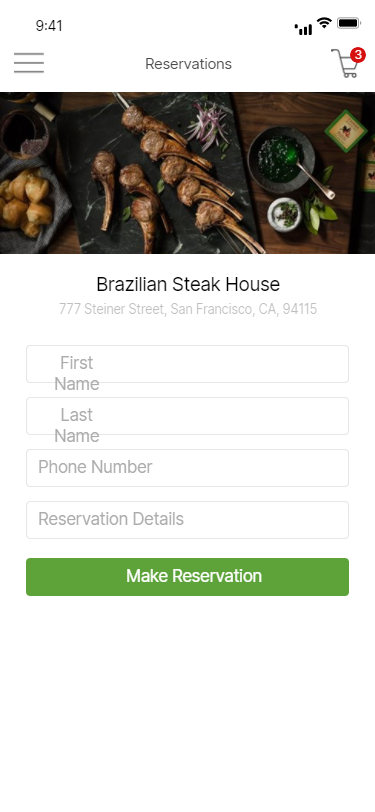 9:41
Reservations
3
Brazilian Steak House
777 Steiner Street, San Francisco, CA, 94115
First
Name
Last
Name
Phone Number
Reservation Details
Make Reservation